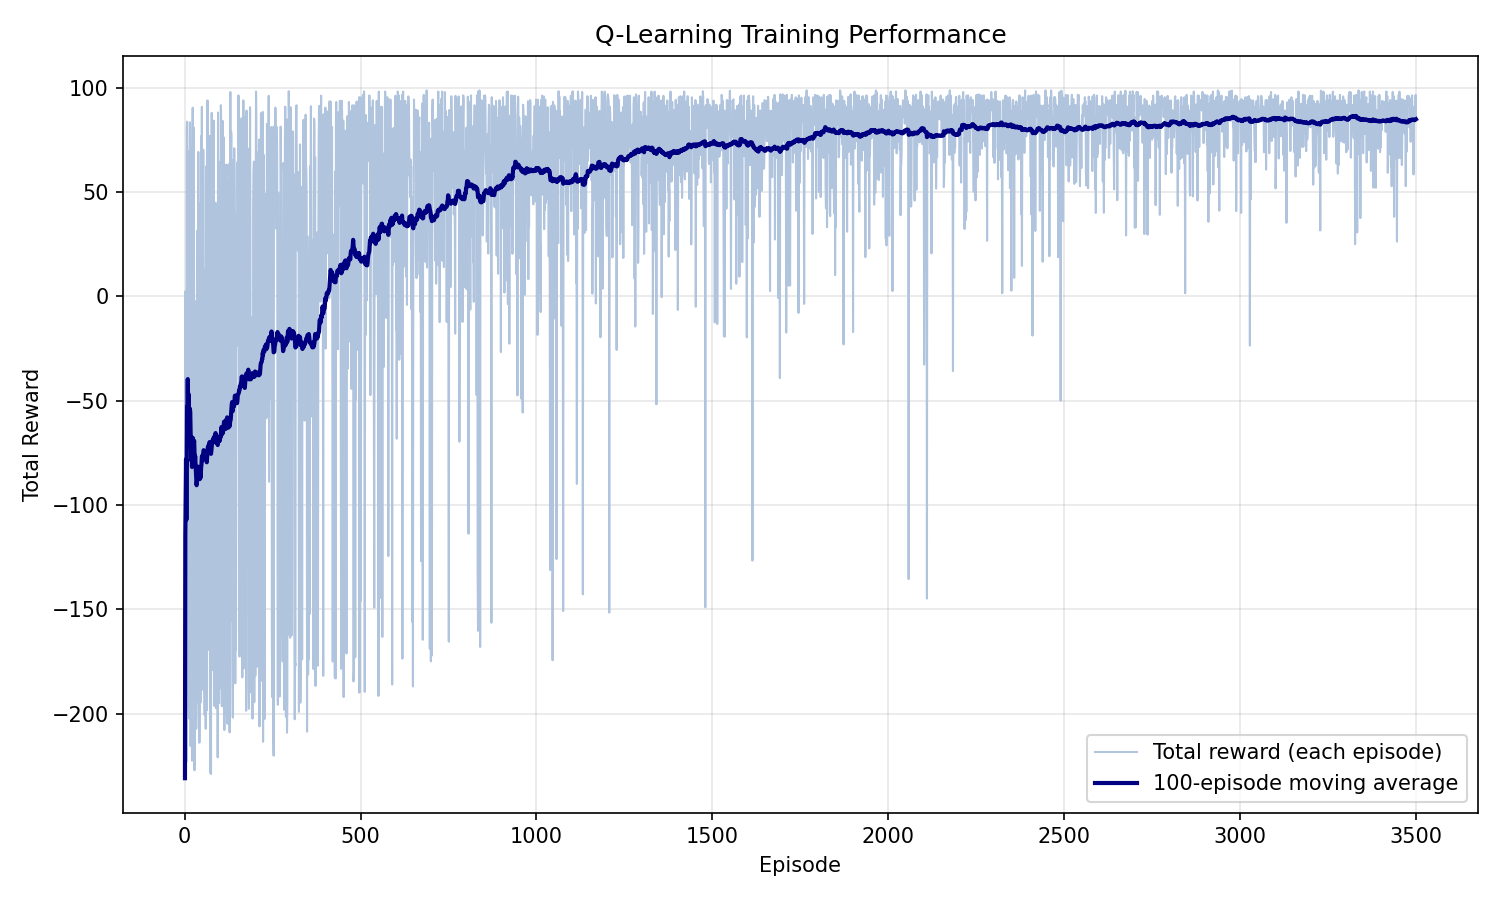 Q-Learning Training Performance
Total Reward
100
50
0
−50
−100
−150
−200
Total reward (each episode)
100-episode moving average
0 500 1000 1500 2000 2500 3000 3500
Episode